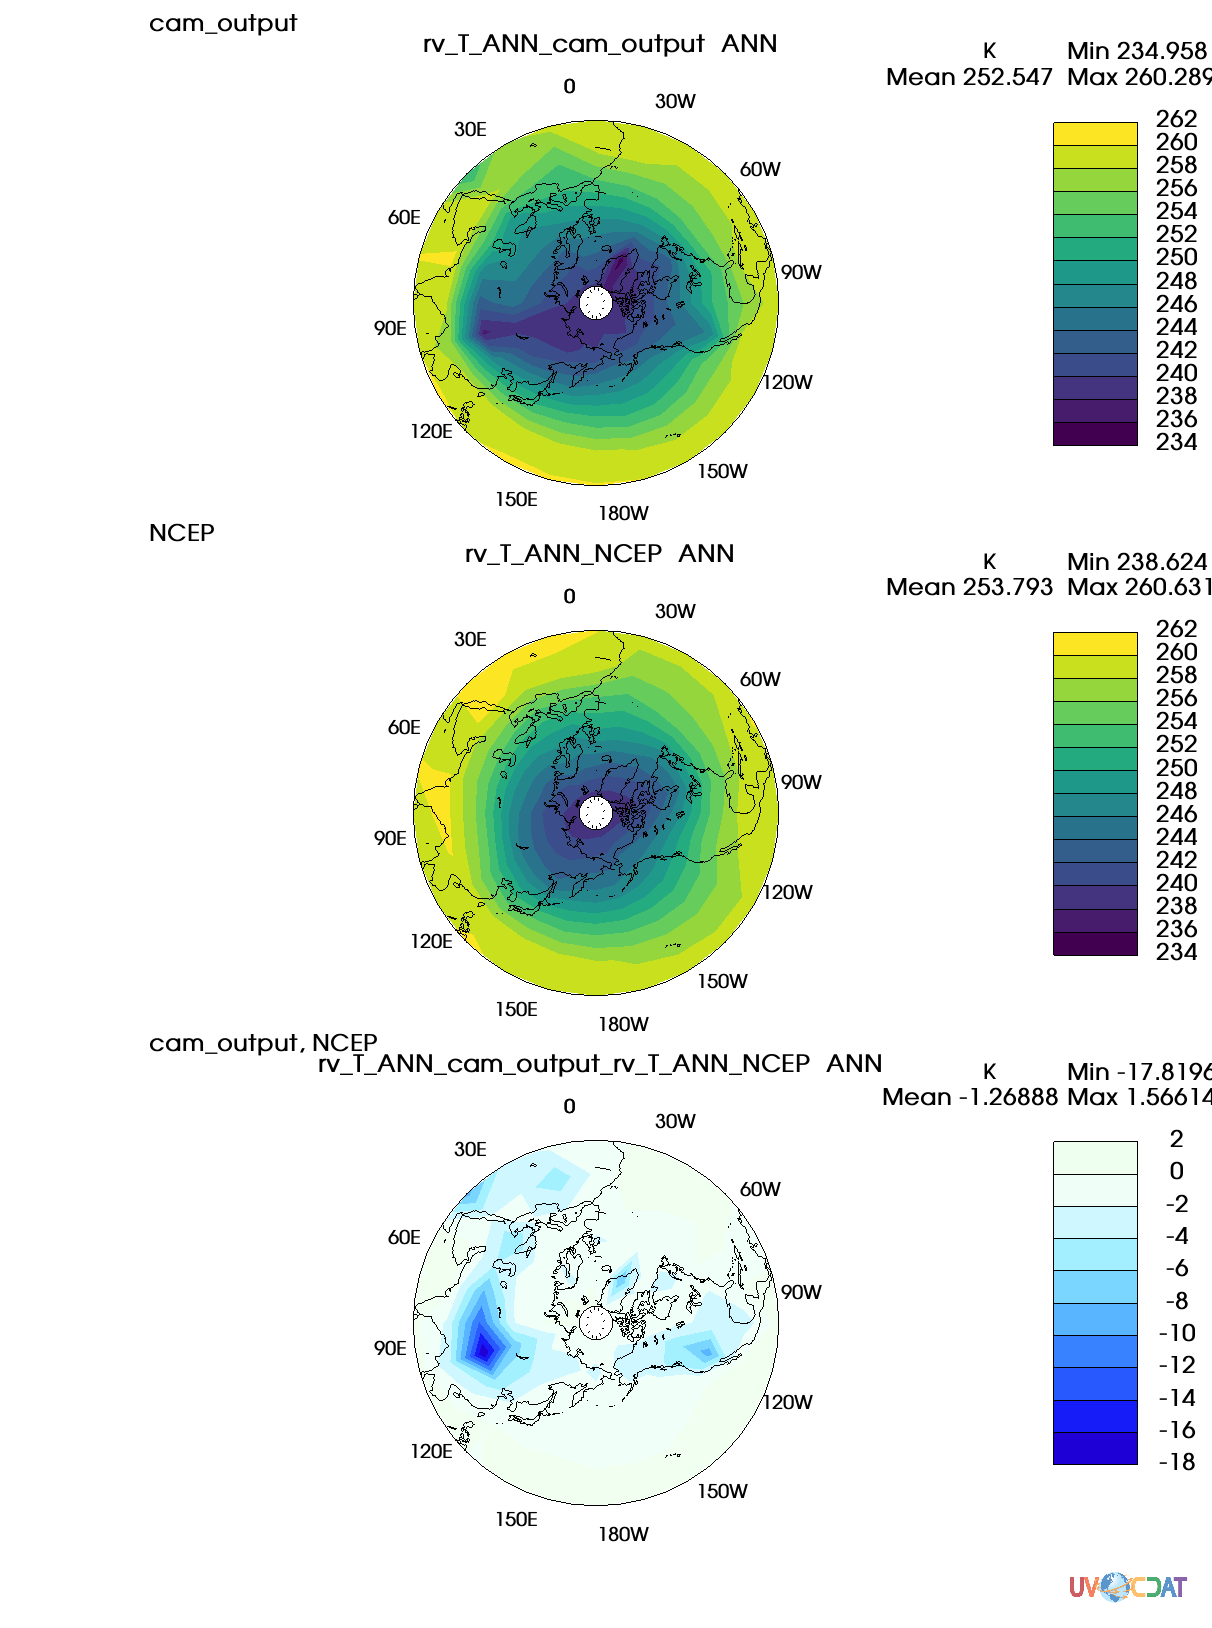 cam_output
rv_T_ANN_cam_output ANN
K Min 234.958
Mean 252.547 Max 260.289
0
30W
60W
90W
120W
150W
180W
150E
120E
90E
60E
30E
262
260
258
256
254
252
250
248
246
244
242
240
238
236
234
NCEP
rv_T_ANN_NCEP ANN
K Min 238.624
Mean 253.793 Max 260.631
0
30W
60W
90W
120W
150W
180W
150E
120E
90E
60E
30E
262
260
258
256
254
252
250
248
246
244
242
240
238
236
234
cam_output, NCEP
rv_T_ANN_cam_output_rv_T_ANN_NCEP ANN
K Min -17.8196
Mean -1.26888 Max 1.56614
0
30W
60W
90W
120W
150W
180W
150E
120E
90E
60E
30E
2
0
-2
-4
-6
-8
-10
-12
-14
-16
-18
UVCDAT